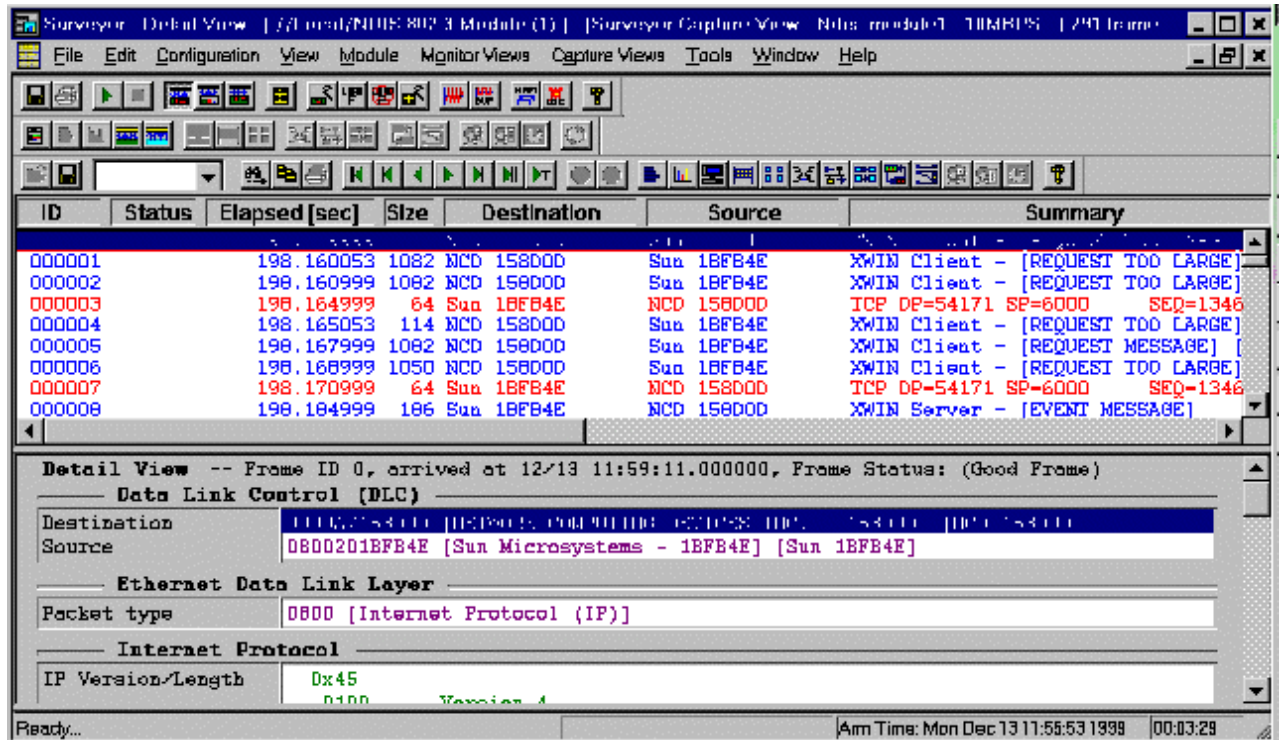 Surveyor - Detail View - [ //Local/NDIS 802.3 Module (1) ] - [Surveyor Capture View - Ndis module1 - 10MBPS - [ 791 frame
File Edit Configuration View Module Monitor Views Capture Views Tools Window Help
ID Status Elapsed [sec] Size Destination Source Summary
000001 198.160053 1082 NCD 158D0D Sun 1BFB4E XWIN Client - [REQUEST TOO LARGE]
000002 198.160999 1082 NCD 158D0D Sun 1BFB4E XWIN Client - [REQUEST TOO LARGE]
000003 198.164999 64 Sun 1BFB4E NCD 158D0D TCP DP=54171 SP=6000 SEQ=1346
000004 198.165053 114 NCD 158D0D Sun 1BFB4E XWIN Client - [REQUEST TOO LARGE]
000005 198.167999 1082 NCD 158D0D Sun 1BFB4E XWIN Client - [REQUEST MESSAGE] [
000006 198.168999 1050 NCD 158D0D Sun 1BFB4E XWIN Client - [REQUEST TOO LARGE]
000007 198.170999 64 Sun 1BFB4E NCD 158D0D TCP DP=54171 SP=6000 SEQ=1346
000008 198.184999 186 Sun 1BFB4E NCD 158D0D XWIN Server - [EVENT MESSAGE]
Detail View -- Frame ID 0, arrived at 12/13 11:59:11.000000, Frame Status: (Good Frame)
Data Link Control (DLC)
Destination
Source 0800201BFB4E [Sun Microsystems - 1BFB4E] [Sun 1BFB4E]
Ethernet Data Link Layer
Packet type 0800 [Internet Protocol (IP)]
Internet Protocol
IP Version/Length 0x45
0100 .... Version 4
Ready... Arm Time: Mon Dec 13 11:55:53 1999 00:03:29